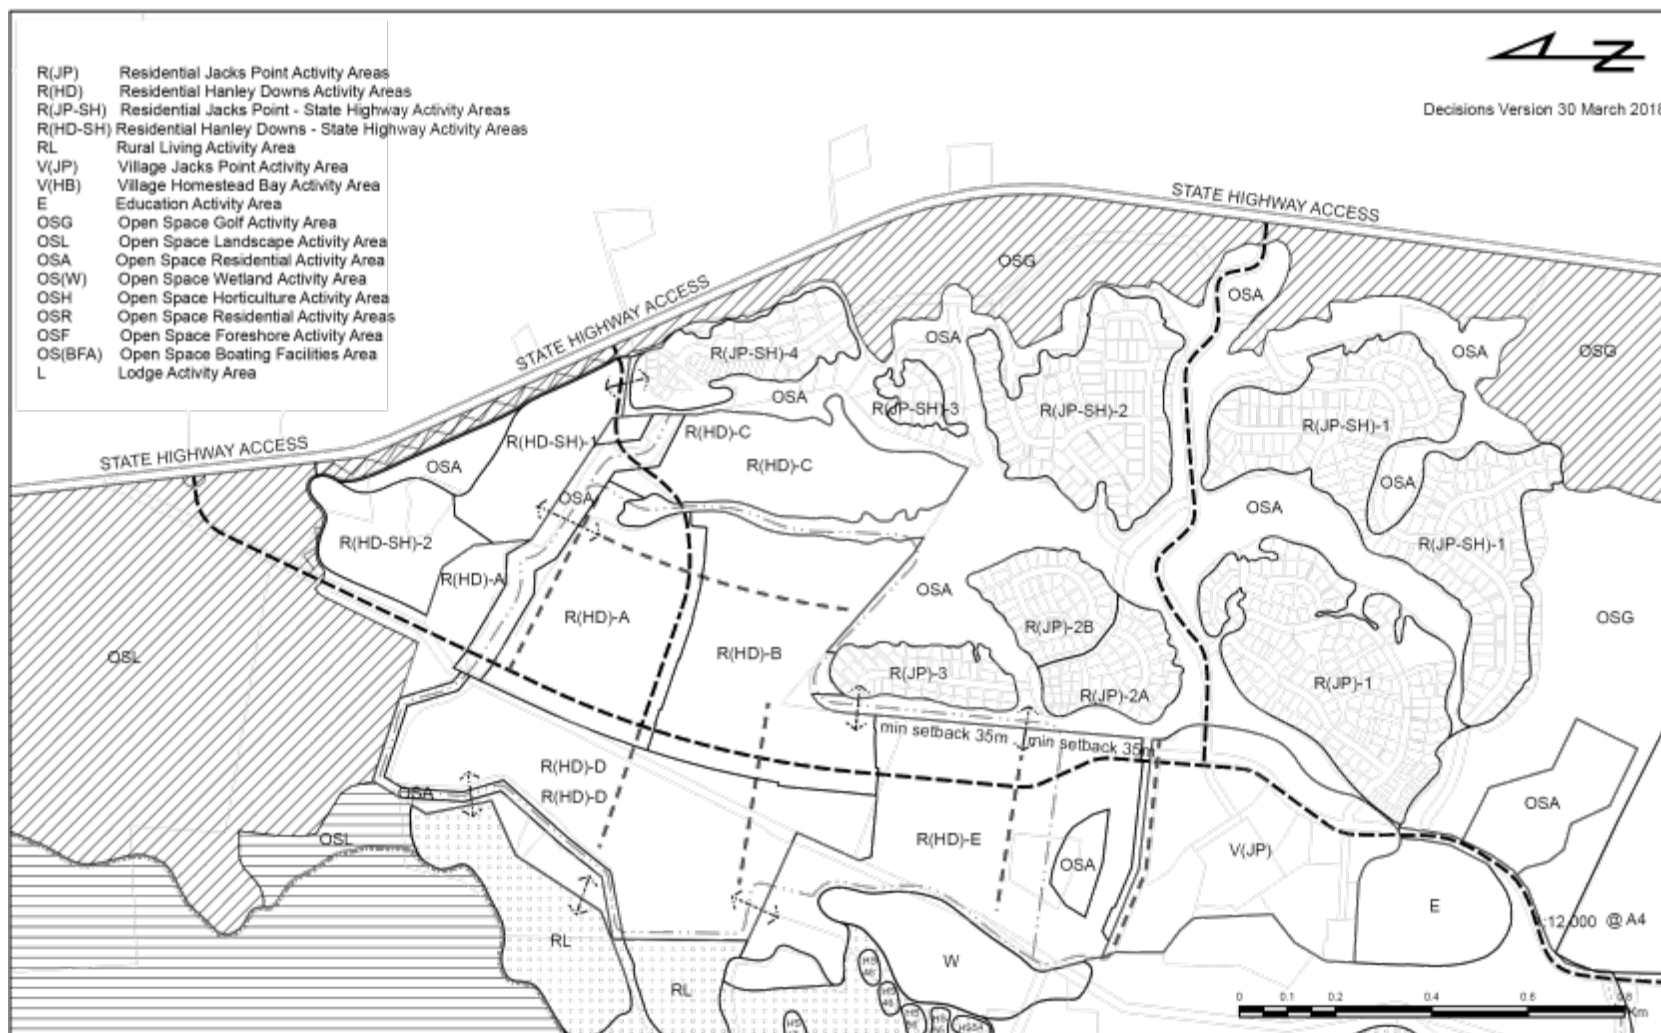 R(JP) Residential Jacks Point Activity Areas
R(HD) Residential Hanley Downs Activity Areas
R(JP-SH) Residential Jacks Point - State Highway Activity Areas
R(HD-SH) Residential Hanley Downs - State Highway Activity Areas
RL Rural Living Activity Area
V(JP) Village Jacks Point Activity Area
V(HB) Village Homestead Bay Activity Area
E Education Activity Area
OSG Open Space Golf Activity Area
OSL Open Space Landscape Activity Area
OSA Open Space Residential Activity Area
OS(W) Open Space Wetland Activity Area
OSH Open Space Horticulture Activity Area
OSR Open Space Residential Activity Areas
OSF Open Space Foreshore Activity Area
OS(BFA) Open Space Boating Facilities Area
L Lodge Activity Area
Z
Decisions Version 30 March 2018
STATE HIGHWAY ACCESS
STATE HIGHWAY ACCESS
STATE HIGHWAY ACCESS
OSG
OSA
OSA
R(JP-SH)-4
OSA
OSG
OSA
R(JP-SH)-3
R(JP-SH)-2
R(JP-SH)-1
R(HD)-C
R(HD-SH)-1
OSA
R(HD)-C
OSA
OSA
OSA
R(HD-SH)-2
R(JP-SH)-1
R(HD)-A
OSA
R(HD)-A
R(JP)-2B
OSG
OSL
R(HD)-B
R(JP)-3
R(JP)-2A
R(JP)-1
min setback 35m
min setback 35m
R(HD)-D
OSA
R(HD)-D
OSA
OSL
R(HD)-E
V(JP)
OSA
E
:12,000 @ A4
RL
W
RL
0 0.1 0.2 0.4 0.6 0.8
Km